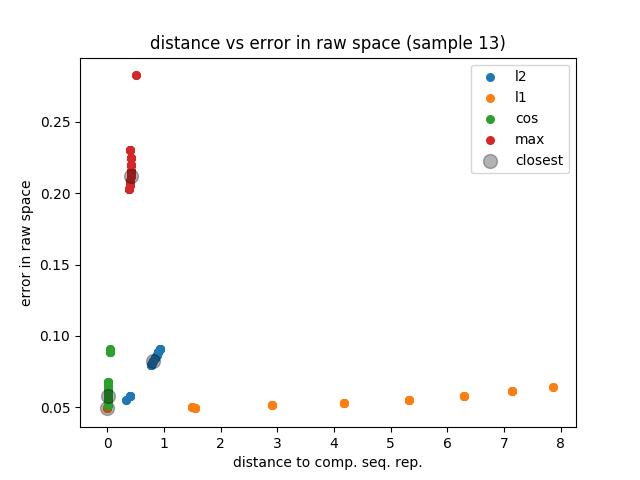 distance vs error in raw space (sample 13)
l2
l1
cos
max
closest
error in raw space
0.25
0.20
0.15
0.10
0.05
0 1 2 3 4 5 6 7 8
distance to comp. seq. rep.